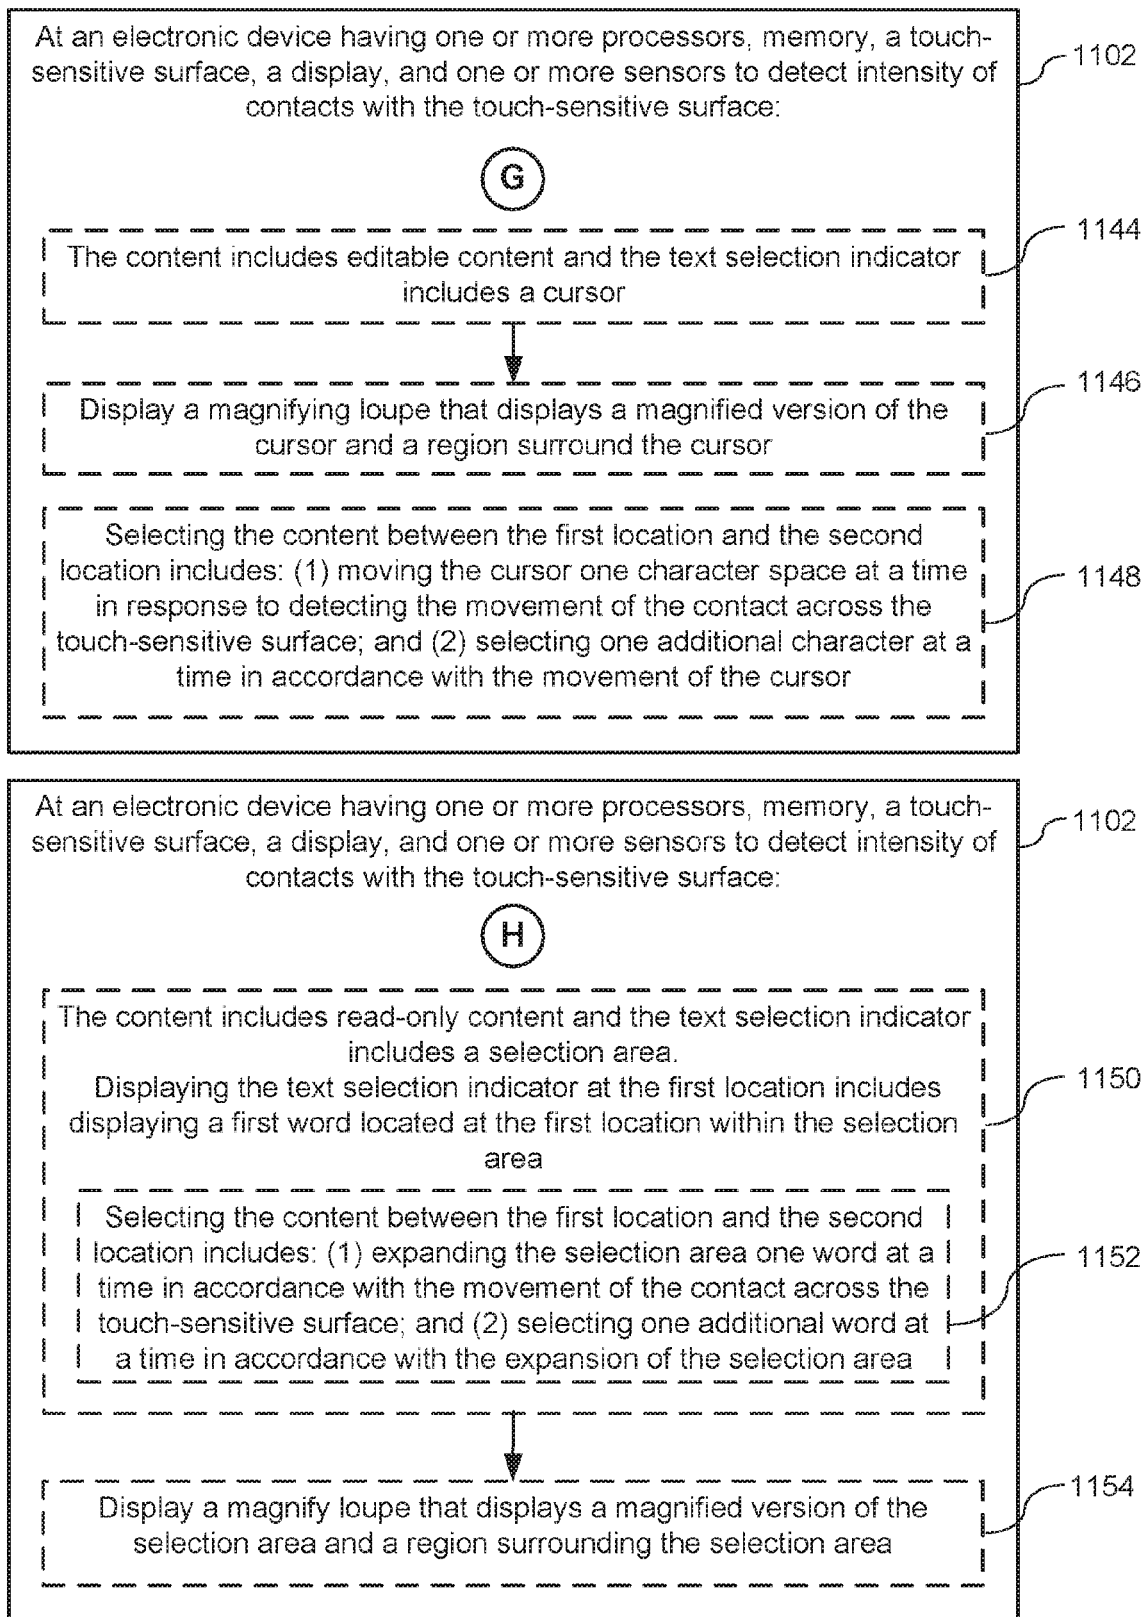 At an electronic device having one or more processors, memory, a touch-
sensitive surface, a display, and one or more sensors to detect intensity of
contacts with the touch-sensitive surface:
1102
G
The content includes editable content and the text selection indicator
includes a cursor
1144
Display a magnifying loupe that displays a magnified version of the
cursor and a region surround the cursor
1146
Selecting the content between the first location and the second
location includes: (1) moving the cursor one character space at a time
in response to detecting the movement of the contact across the
touch-sensitive surface; and (2) selecting one additional character at a
time in accordance with the movement of the cursor
1148
At an electronic device having one or more processors, memory, a touch-
sensitive surface, a display, and one or more sensors to detect intensity of
contacts with the touch-sensitive surface:
1102
H
The content includes read-only content and the text selection indicator
includes a selection area.
Displaying the text selection indicator at the first location includes
displaying a first word located at the first location within the selection
area
1150
Selecting the content between the first location and the second
location includes: (1) expanding the selection area one word at a
time in accordance with the movement of the contact across the
touch-sensitive surface; and (2) selecting one additional word at
a time in accordance with the expansion of the selection area
1152
Display a magnify loupe that displays a magnified version of the
selection area and a region surrounding the selection area
1154